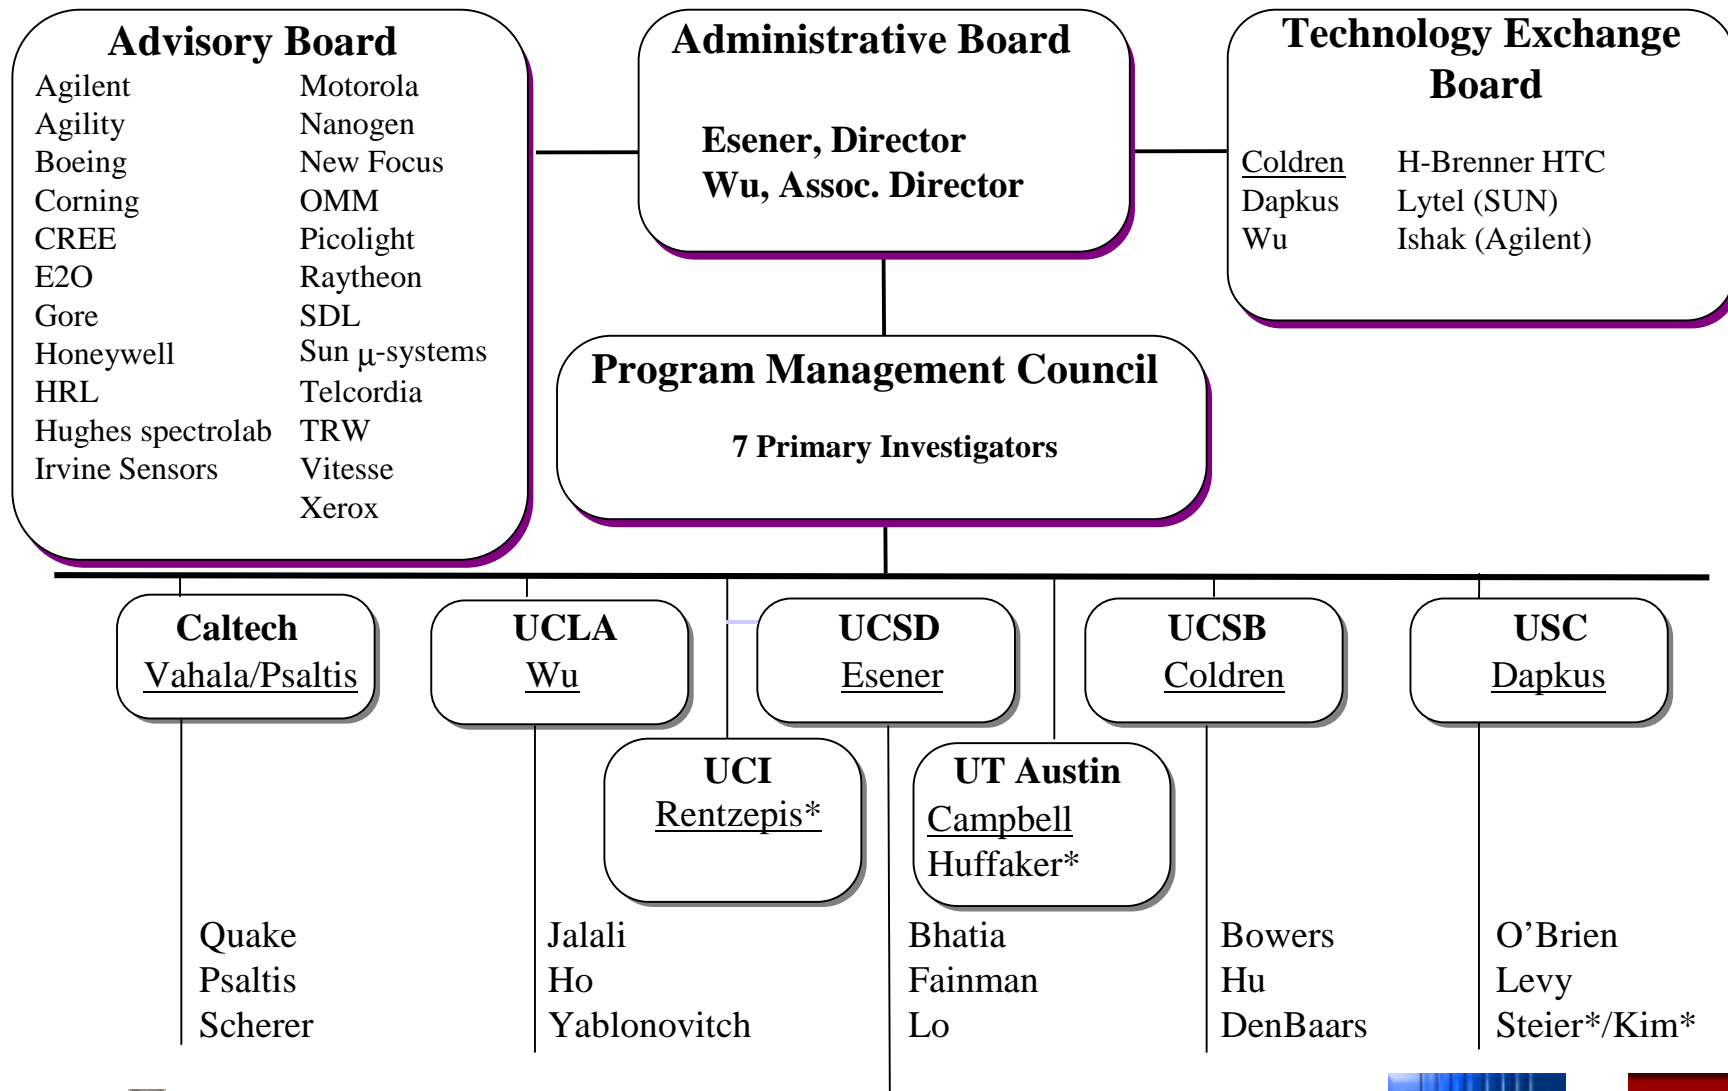 Advisory Board
Agilent
Agility
Boeing
Corning
CREE
E2O
Gore
Honeywell
HRL
Hughes spectrolab
Irvine Sensors
Motorola
Nanogen
New Focus
OMM
Picolight
Raytheon
SDL
Sun μ-systems
Telcordia
TRW
Vitesse
Xerox
Administrative Board
Esener, Director
Wu, Assoc. Director
Technology Exchange
Board
Coldren
Dapkus
Wu
H-Brenner HTC
Lytel (SUN)
Ishak (Agilent)
Program Management Council
7 Primary Investigators
Caltech
Vahala/Psaltis
UCLA
Wu
UCSD
Esener
UCSB
Coldren
USC
Dapkus
UCI
Rentzepis*
UT Austin
Campbell
Huffaker*
Quake
Psaltis
Scherer
Jalali
Ho
Yablonovitch
Bhatia
Fainman
Lo
Bowers
Hu
DenBaars
O’Brien
Levy
Steier*/Kim*